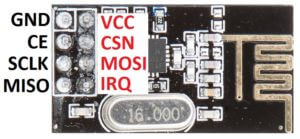 GND VCC
CE CSN
SCLK MOSI
MISO IRQ
16.000